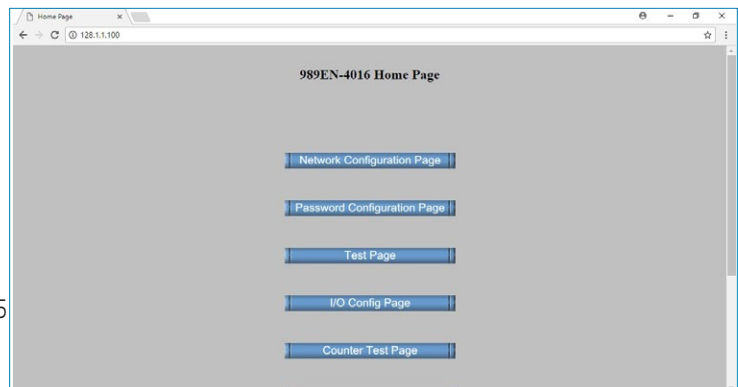 Home Page
128.1.1.100
989EN-4016 Home Page
Network Configuration Page
Password Configuration Page
Test Page
I/O Config Page
Counter Test Page